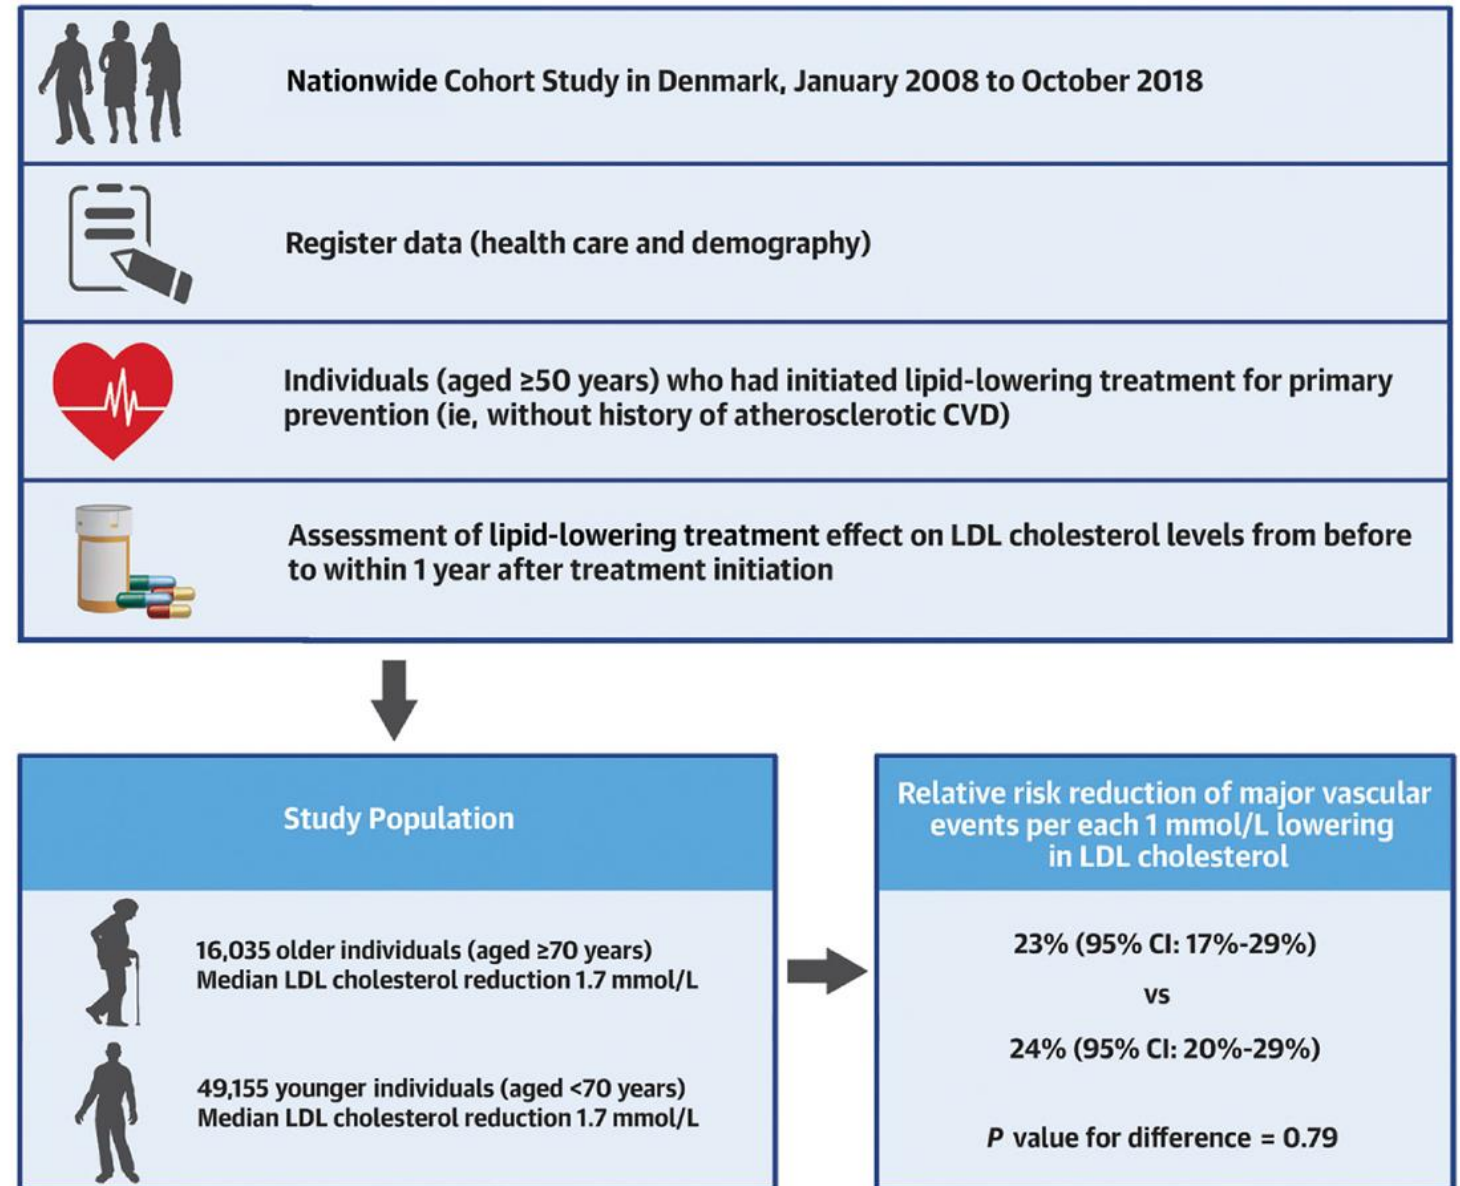 Nationwide Cohort Study in Denmark, January 2008 to October 2018
Register data (health care and demography)
Individuals (aged ≥50 years) who had initiated lipid-lowering treatment for primary
prevention (ie, without history of atherosclerotic CVD)
Assessment of lipid-lowering treatment effect on LDL cholesterol levels from before
to within 1 year after treatment initiation
Study Population
16,035 older individuals (aged ≥70 years)
Median LDL cholesterol reduction 1.7 mmol/L
49,155 younger individuals (aged <70 years)
Median LDL cholesterol reduction 1.7 mmol/L
Relative risk reduction of major vascular
events per each 1 mmol/L lowering
in LDL cholesterol
23% (95% CI: 17%-29%)
vs
24% (95% CI: 20%-29%)
P value for difference = 0.79